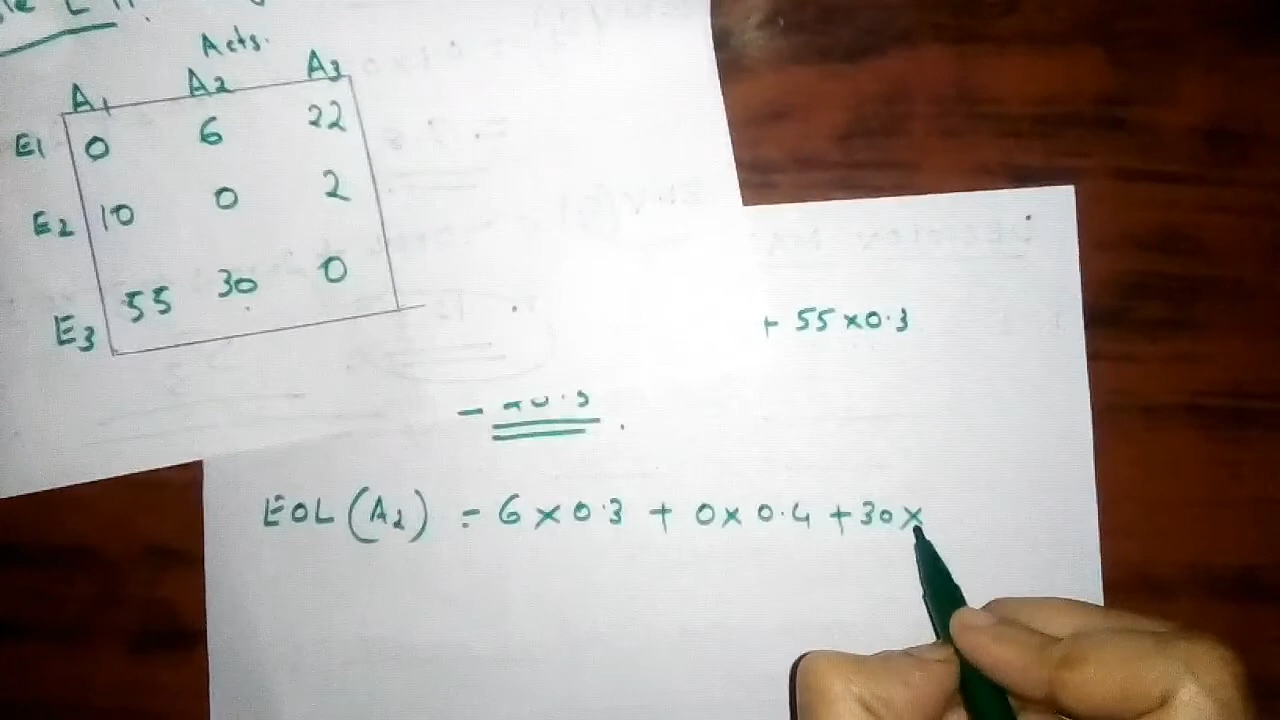 Acts.
A1 A2 A3
E1 0 6 22
E2 10 0 2
E3 55 30 0
+ 55 x 0.3
EOL (A2) = 6 x 0.3 + 0 x 0.4 + 30 x